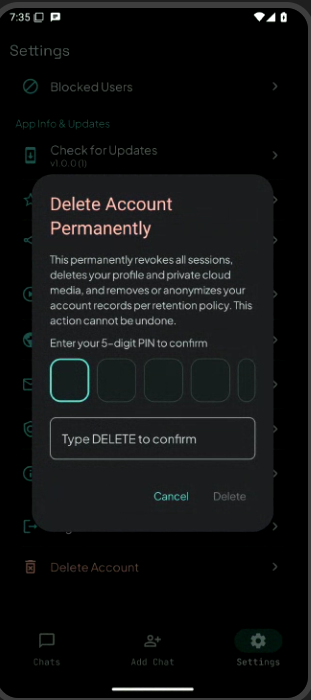 7:35
Settings
Blocked Users
App Info & Updates
Check for Updates
v1.0.0 (1)
Delete Account
Permanently
This permanently revokes all sessions,
deletes your profile and private cloud
media, and removes or anonymizes your
account records per retention policy. This
action cannot be undone.
Enter your 5-digit PIN to confirm
Type DELETE to confirm
Cancel
Delete
Delete Account
Chats
Add Chat
Settings